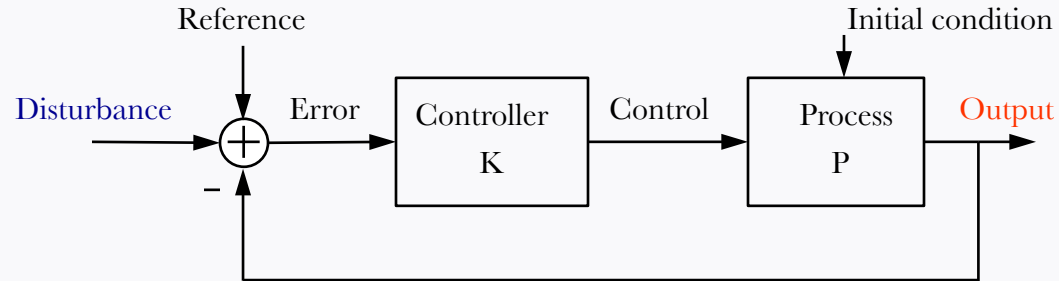 Reference
Initial condition
Disturbance
Error
Controller
K
Control
Process
P
Output
+
−